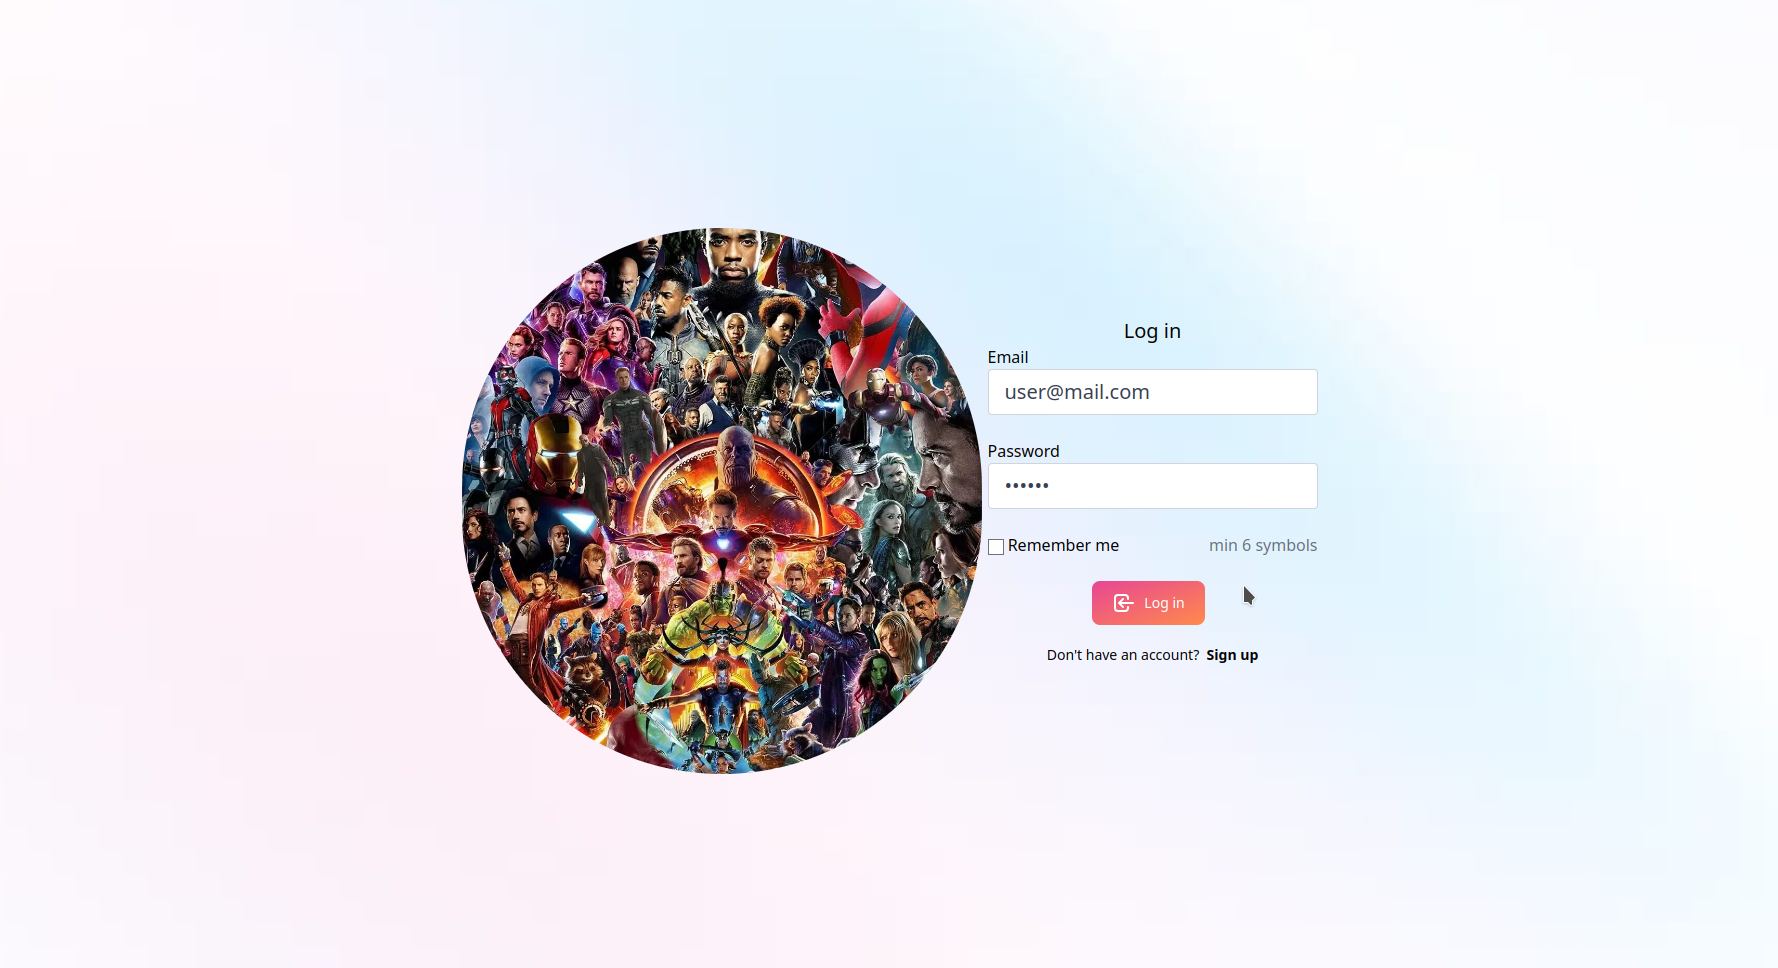 Log in
Email
user@mail.com
Password
••••••
Remember me min 6 symbols
Log in
Don't have an account? Sign up